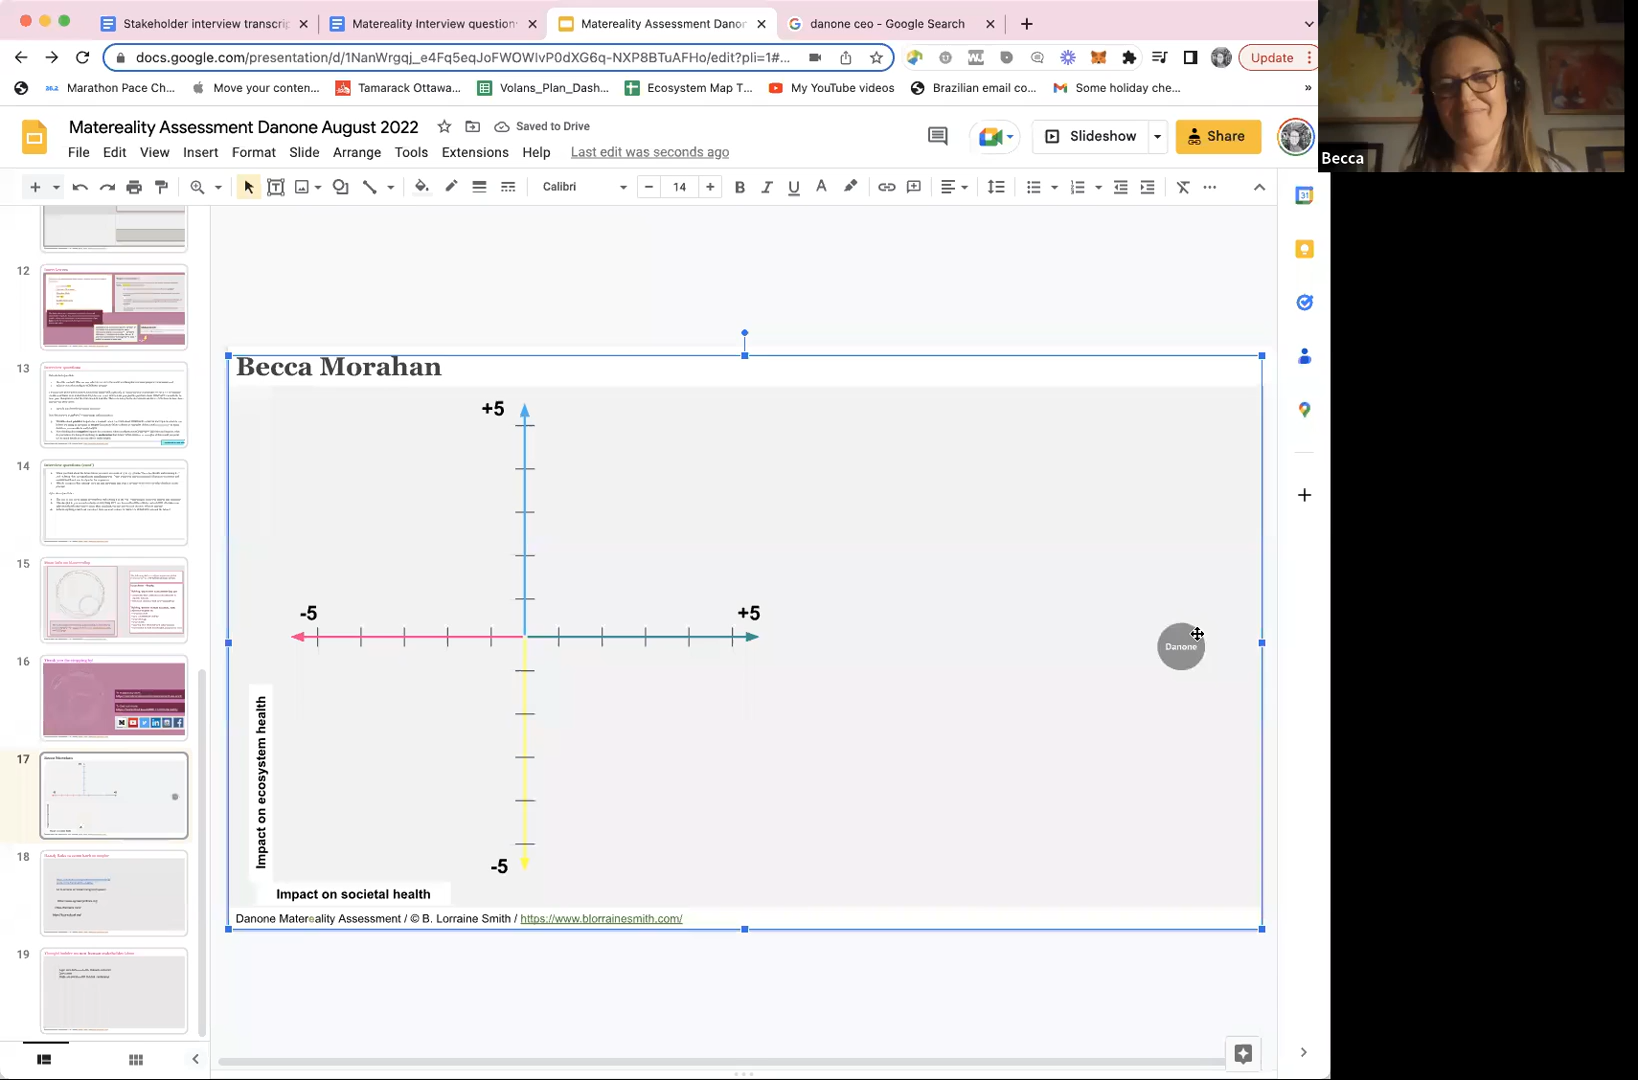 Stakeholder interview transcrip
Matereality Interview question
Matereality Assessment Dano
danone ceo - Google Search
docs.google.com/presentation/d/1NanWrgqj_e4Fq5eqJoFWOWlvP0dXG6q-NXP8BTuAFHo/edit?pli=1#...
Update
Marathon Pace Ch...
Move your conten...
Tamarack Ottawa...
Volans_Plan_Dash...
Ecosystem Map T...
My YouTube videos
Brazilian email co...
Some holiday che...
»
Matereality Assessment Danone August 2022
Saved to Drive
File Edit View Insert Format Slide Arrange Tools Extensions Help
Last edit was seconds ago
Slideshow
Share
Becca
Calibri
14
12
13
14
15
16
17
18
19
Becca Morahan
+5
-5
+5
Danone
Impact on ecosystem health
-5
Impact on societal health
Danone Matereality Assessment / © B. Lorraine Smith / https://www.blorrainesmith.com/